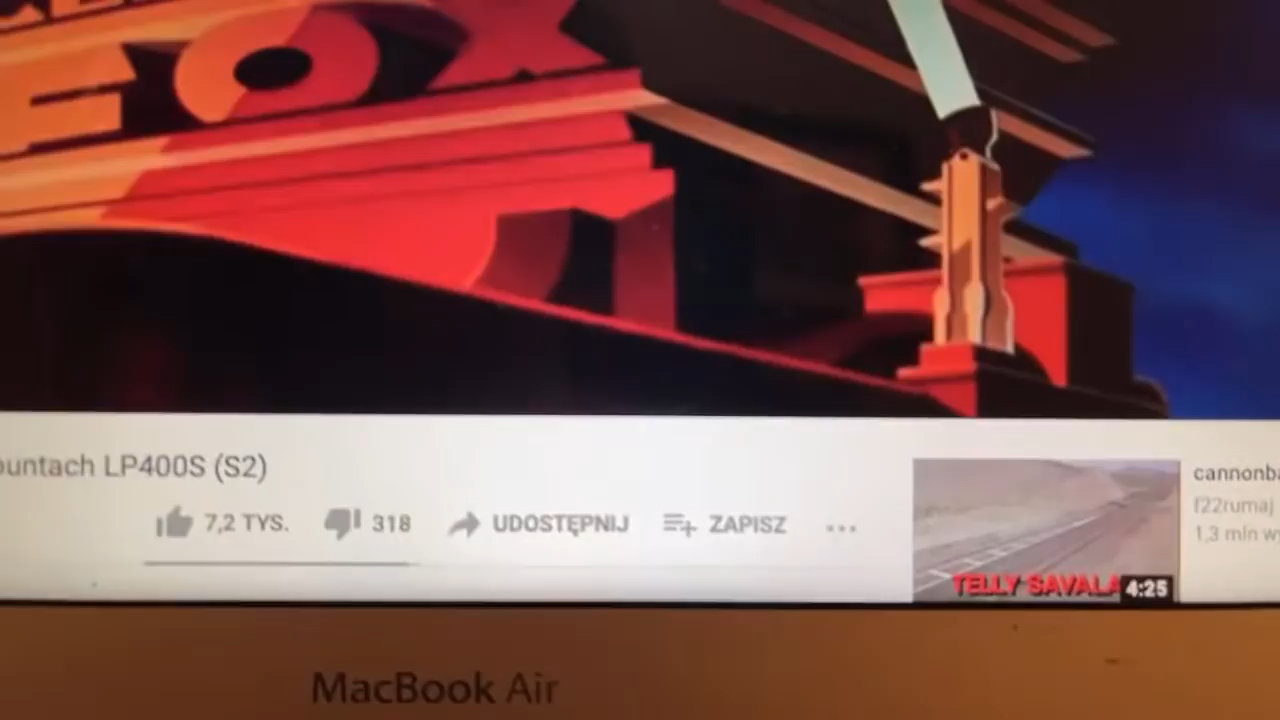 FOX
ountach LP400S (S2)
7,2 TYS. 318 UDOSTĘPNIJ ZAPISZ
cannonba
f22rumaj
1,3 mln wy
TELLY SAVALA
4:25
MacBook Air